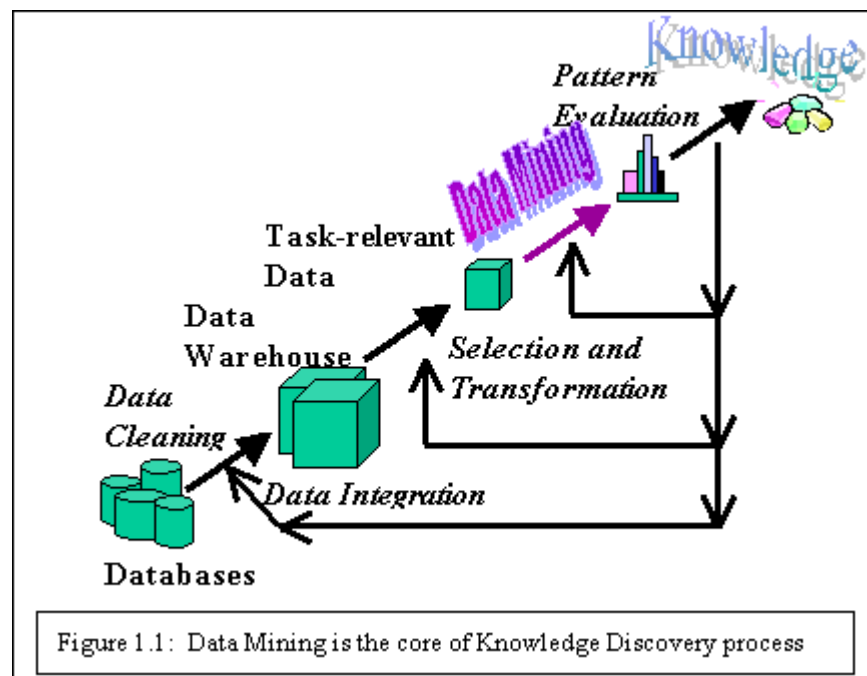 Knowledge
Pattern
Evaluation
Data Mining
Task-relevant
Data
Data
Warehouse
Selection and
Transformation
Data
Cleaning
Data Integration
Databases
Figure 1.1: Data Mining is the core of Knowledge Discovery process